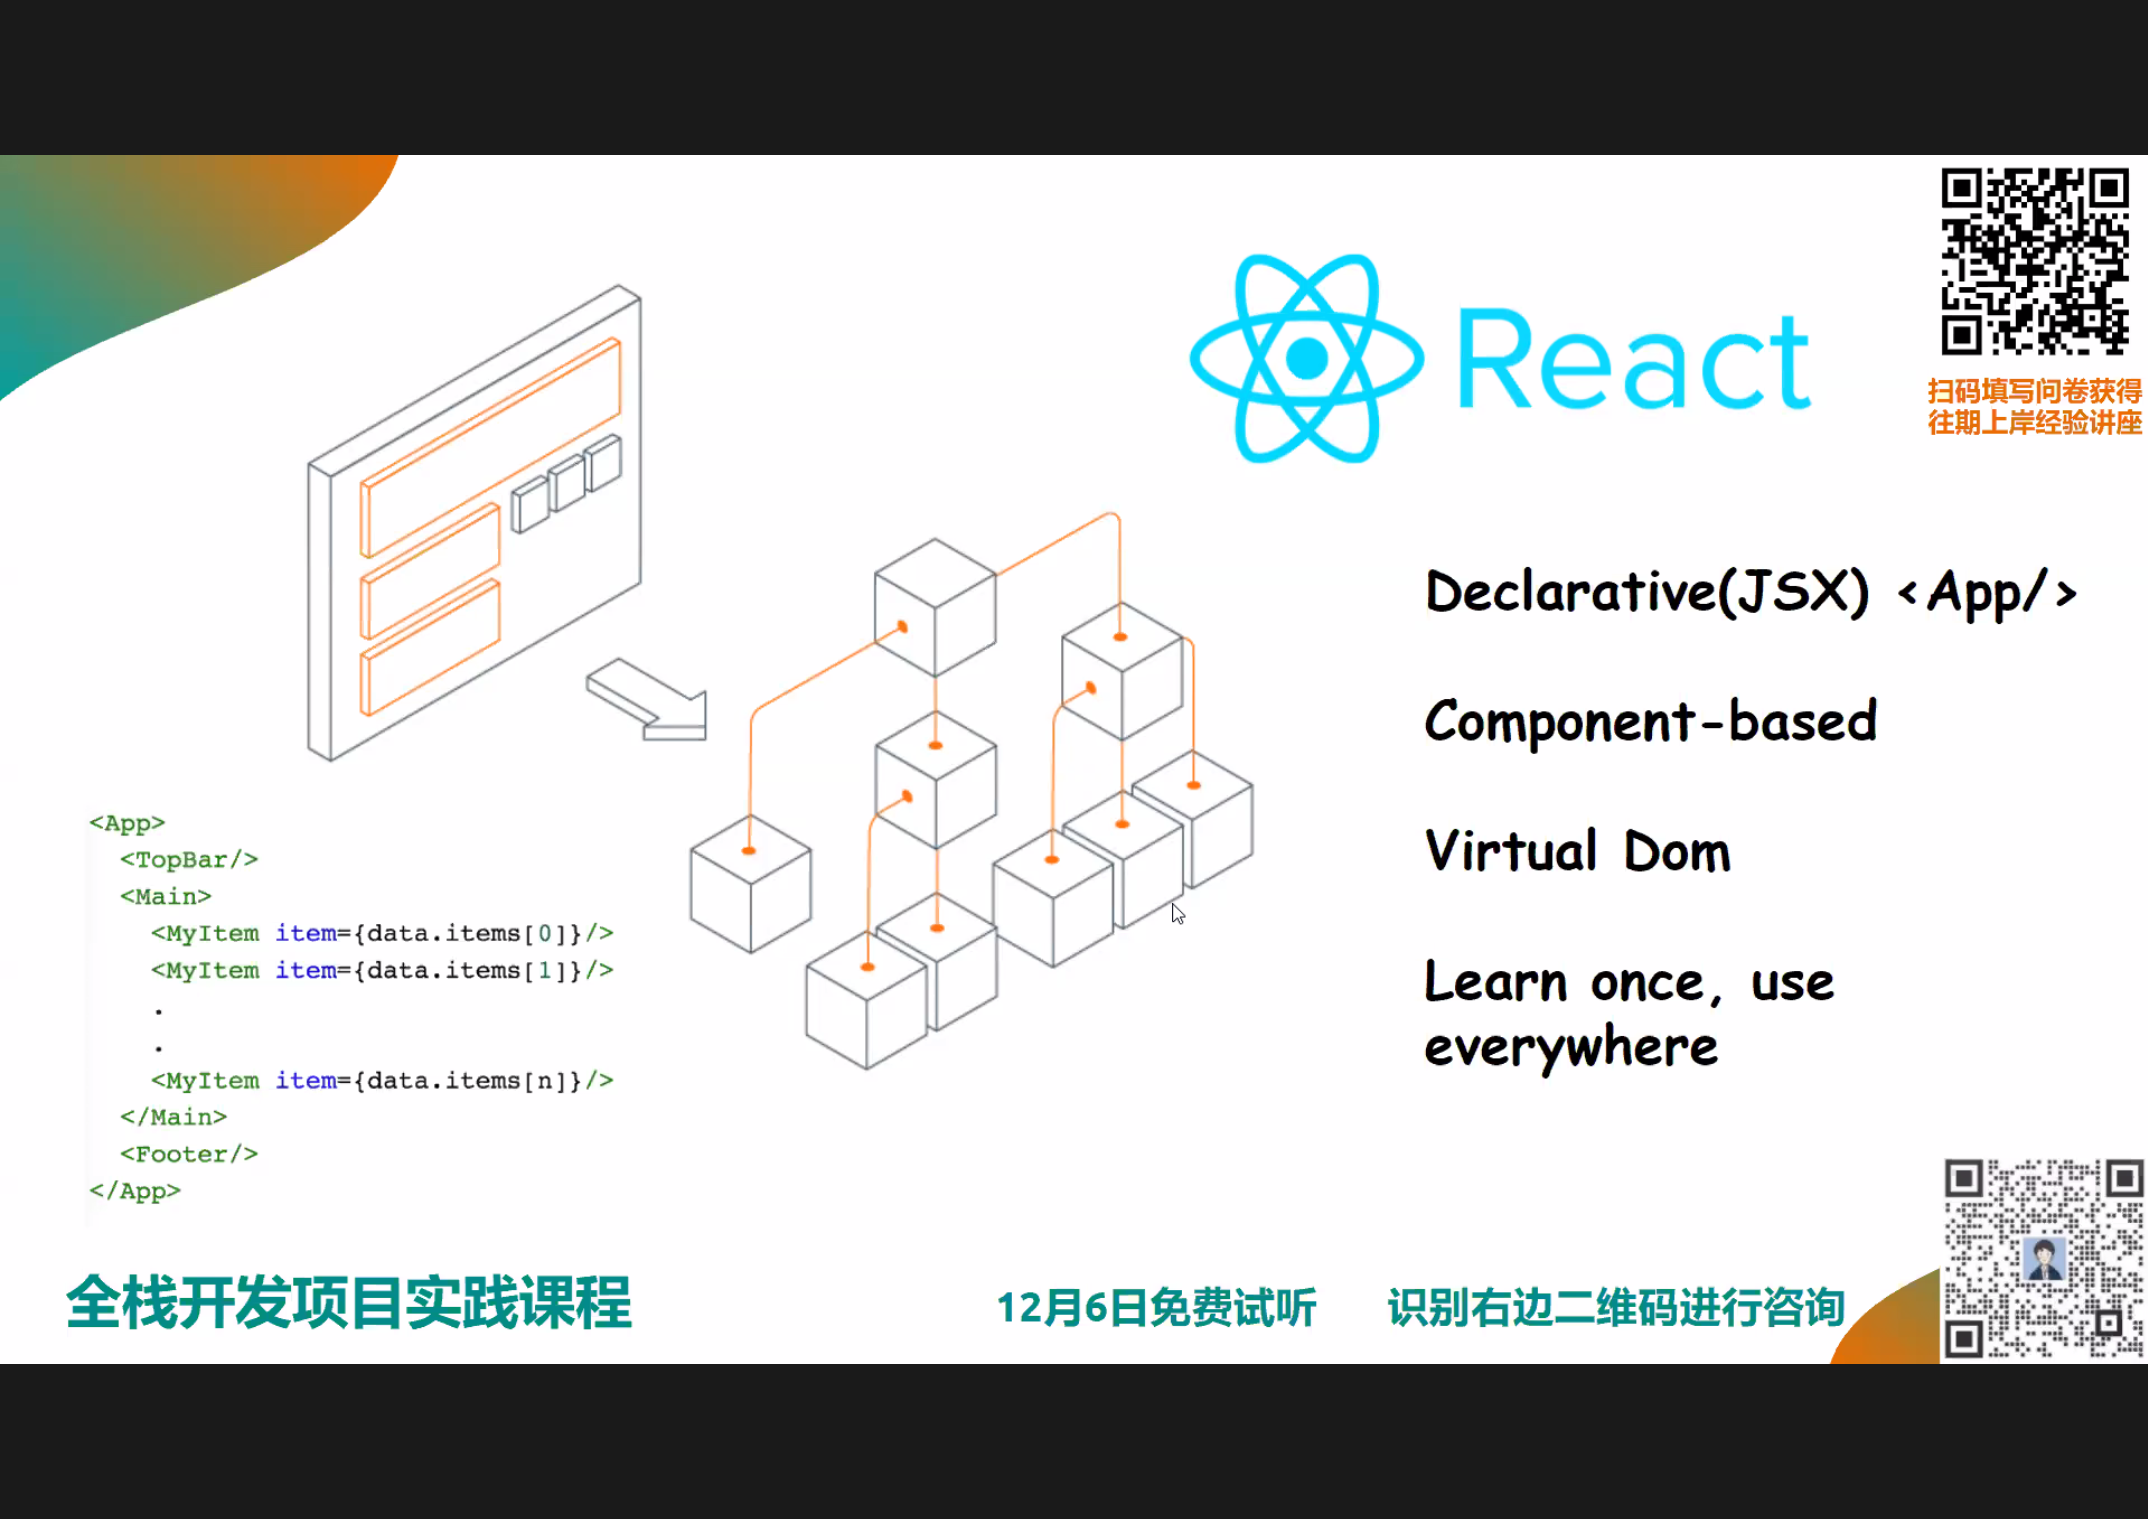 React
扫码填写问卷获得
往期上岸经验讲座
Declarative(JSX) <App/>
Component-based
Virtual Dom
Learn once, use
everywhere
<App>
<TopBar/>
<Main>
<MyItem item={data.items[0]}/>
<MyItem item={data.items[1]}/>
.
.
<MyItem item={data.items[n]}/>
</Main>
<Footer/>
</App>
全栈开发项目实践课程
12月6日免费试听
识别右边二维码进行咨询